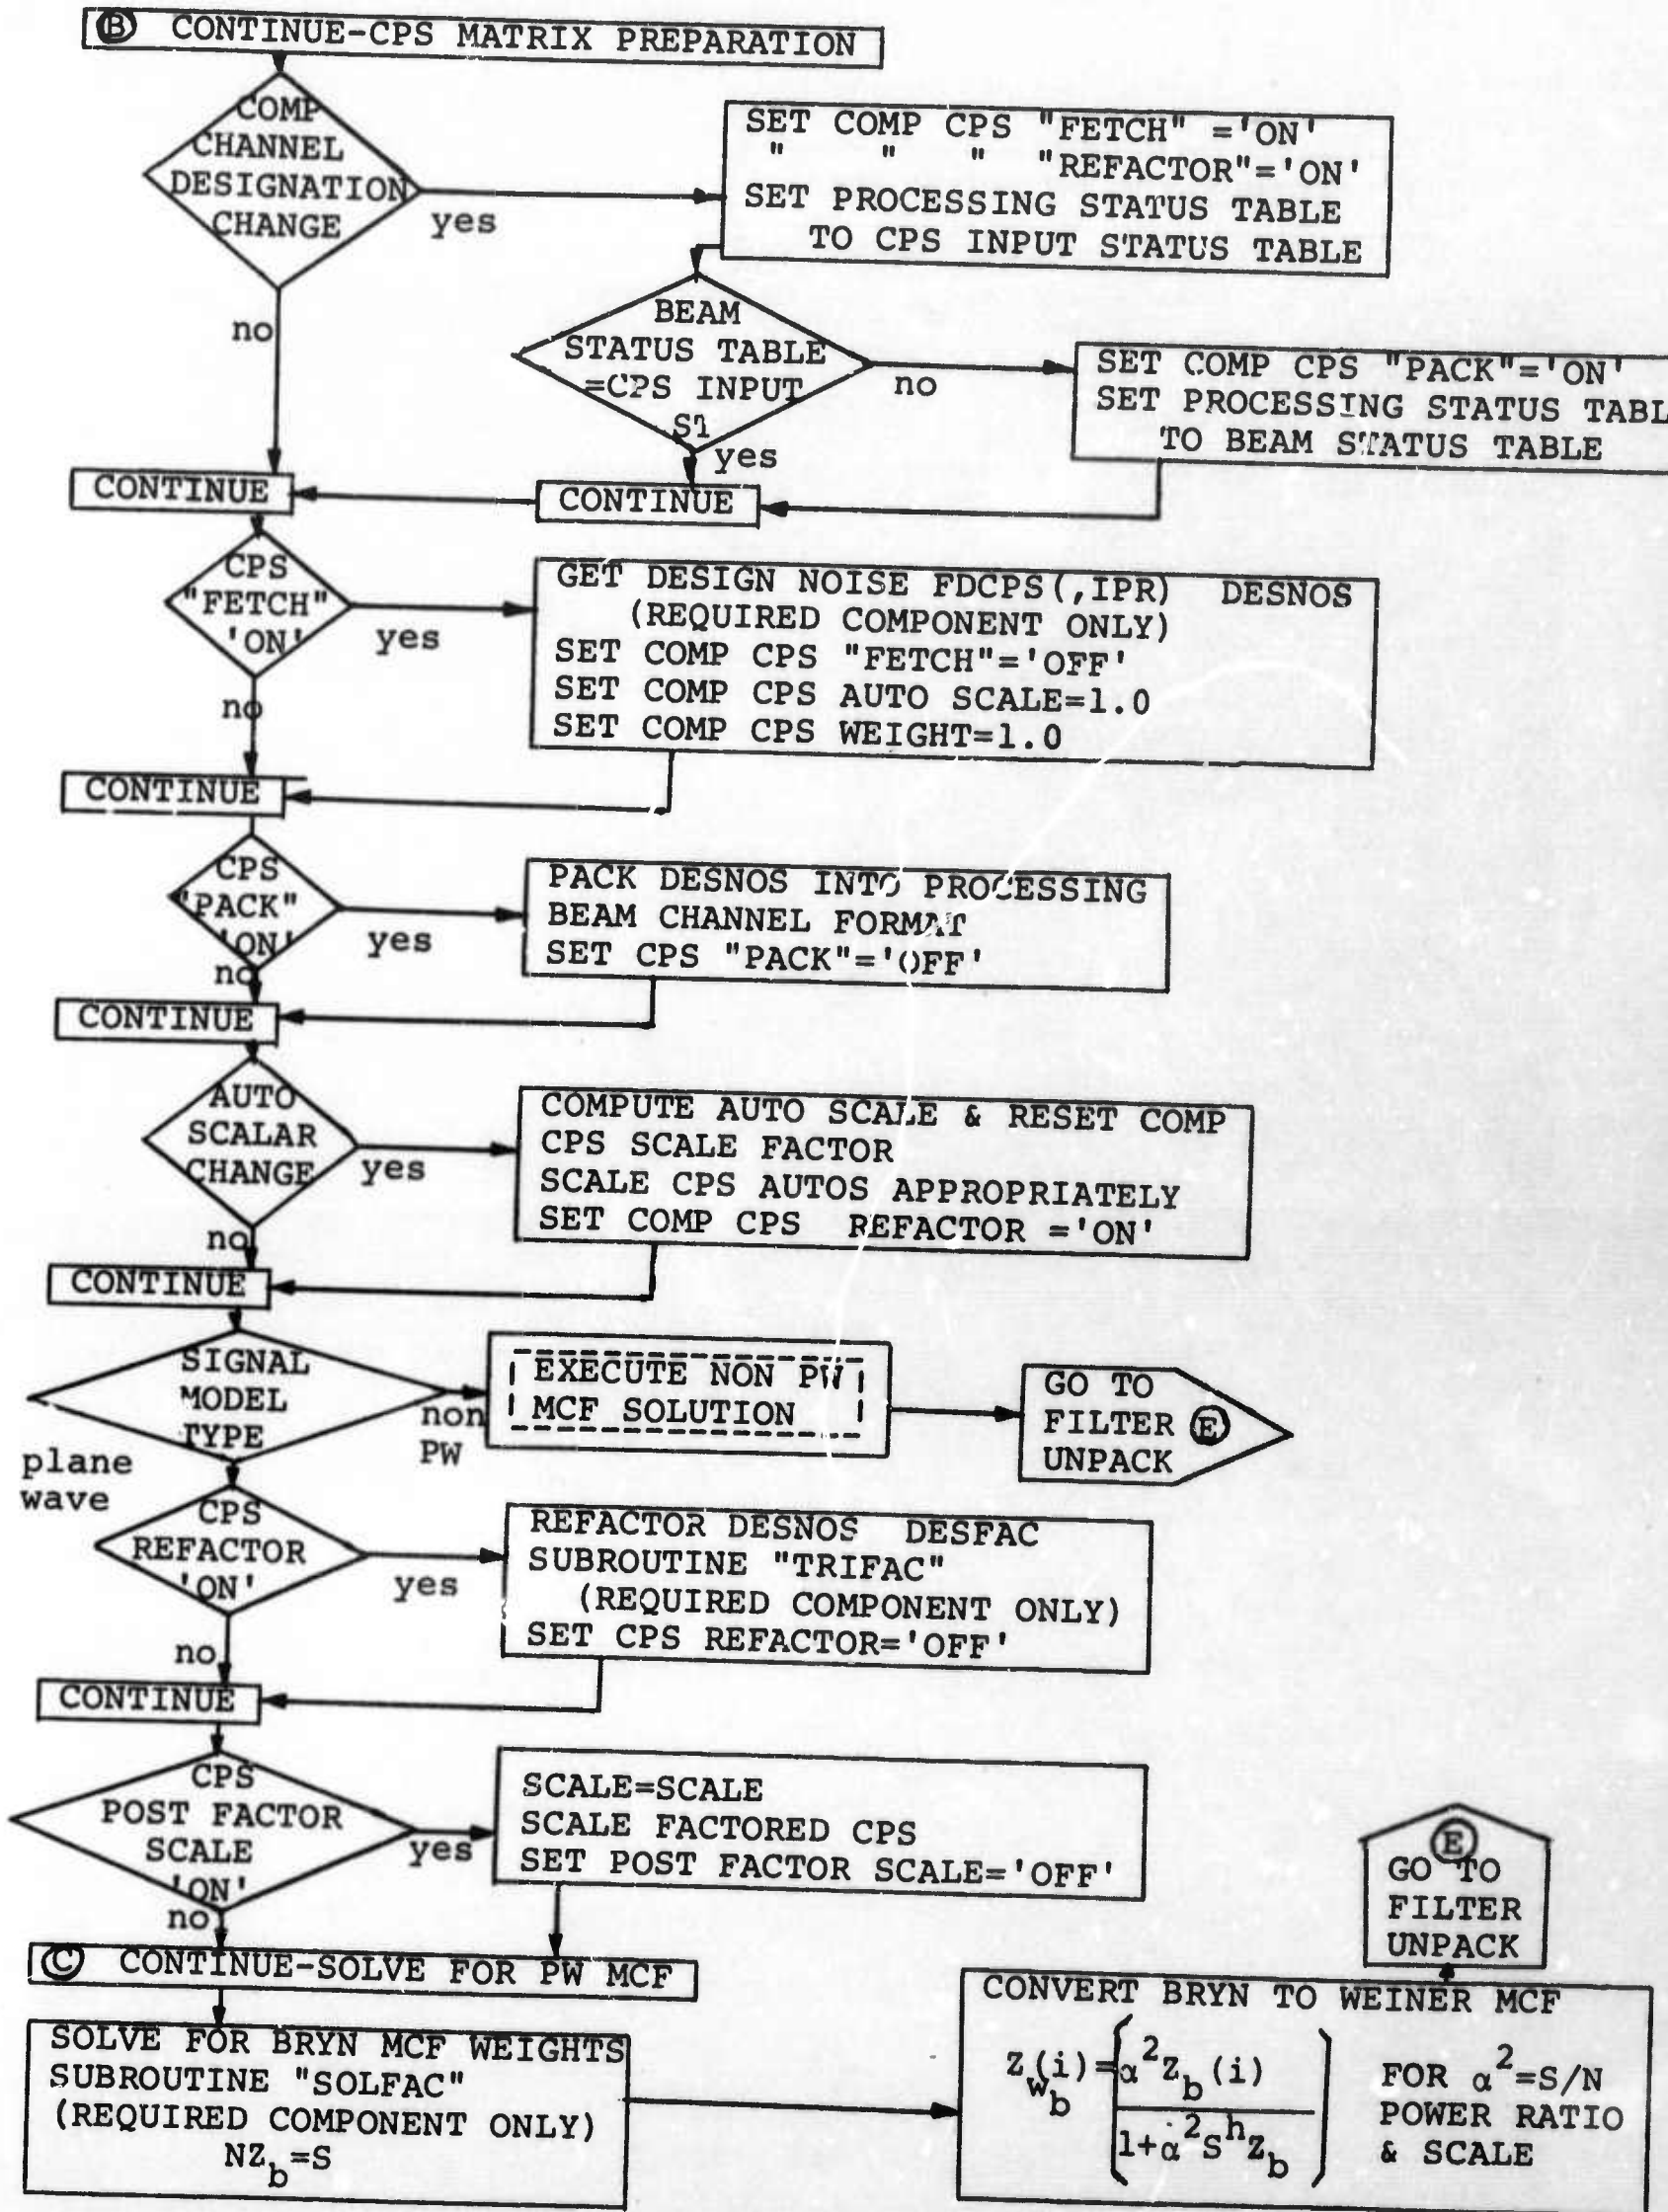 Ⓑ CONTINUE-CPS MATRIX PREPARATION
COMP
CHANNEL
DESIGNATION
CHANGE
yes
no
SET COMP CPS "FETCH" ='ON'
" " " "REFACTOR"='ON'
SET PROCESSING STATUS TABLE
TO CPS INPUT STATUS TABLE
BEAM
STATUS TABLE
=CPS INPUT
ST
no
yes
SET COMP CPS "PACK"='ON'
SET PROCESSING STATUS TABL
TO BEAM STATUS TABLE
CONTINUE
CONTINUE
CPS
"FETCH"
'ON'
yes
no
GET DESIGN NOISE FDCPS(,IPR) DESNOS
(REQUIRED COMPONENT ONLY)
SET COMP CPS "FETCH"='OFF'
SET COMP CPS AUTO SCALE=1.0
SET COMP CPS WEIGHT=1.0
CONTINUE
CPS
"PACK"
'ON'
yes
no
PACK DESNOS INTO PROCESSING
BEAM CHANNEL FORMAT
SET CPS "PACK"='OFF'
CONTINUE
AUTO
SCALAR
CHANGE
yes
no
COMPUTE AUTO SCALE & RESET COMP
CPS SCALE FACTOR
SCALE CPS AUTOS APPROPRIATELY
SET COMP CPS REFACTOR ='ON'
CONTINUE
SIGNAL
MODEL
TYPE
non
PW
plane
wave
EXECUTE NON PW
MCF SOLUTION
GO TO
FILTER Ⓔ
UNPACK
CPS
REFACTOR
'ON'
yes
no
REFACTOR DESNOS DESFAC
SUBROUTINE "TRIFAC"
(REQUIRED COMPONENT ONLY)
SET CPS REFACTOR='OFF'
CONTINUE
CPS
POST FACTOR
SCALE
'ON'
yes
no
SCALE=SCALE
SCALE FACTORED CPS
SET POST FACTOR SCALE='OFF'
Ⓔ
GO TO
FILTER
UNPACK
Ⓒ CONTINUE-SOLVE FOR PW MCF
SOLVE FOR BRYN MCF WEIGHTS
SUBROUTINE "SOLFAC"
(REQUIRED COMPONENT ONLY)
NZ_b=S
CONVERT BRYN TO WEINER MCF
Z_{w_b}(i)={α²Z_b(i)
1+α²S^hZ_b}
FOR α²=S/N
POWER RATIO
& SCALE